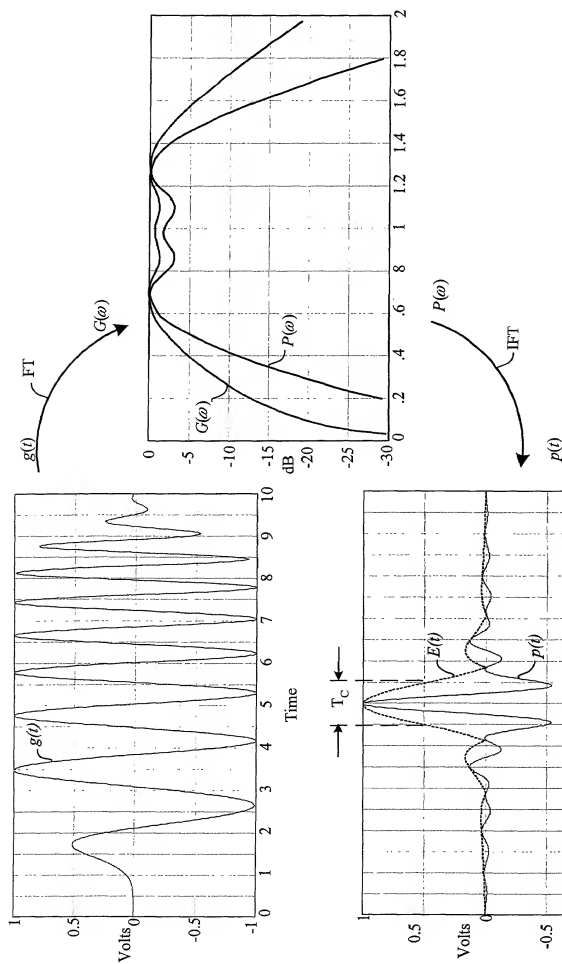 g(t)
FT
G(ω)
Volts
1
0.5
0
-0.5
-1
g(t)
0 1 2 3 4 5 6 7 8 9 10
Time
0
-5
-10
-15
-20
-25
-30
dB
G(ω)
P(ω)
0 .2 .4 .6 .8 1 1.2 1.4 1.6 1.8 2
P(ω)
IFT
p(t)
Volts
1
0.5
0
-0.5
T_C
E(t)
p(t)